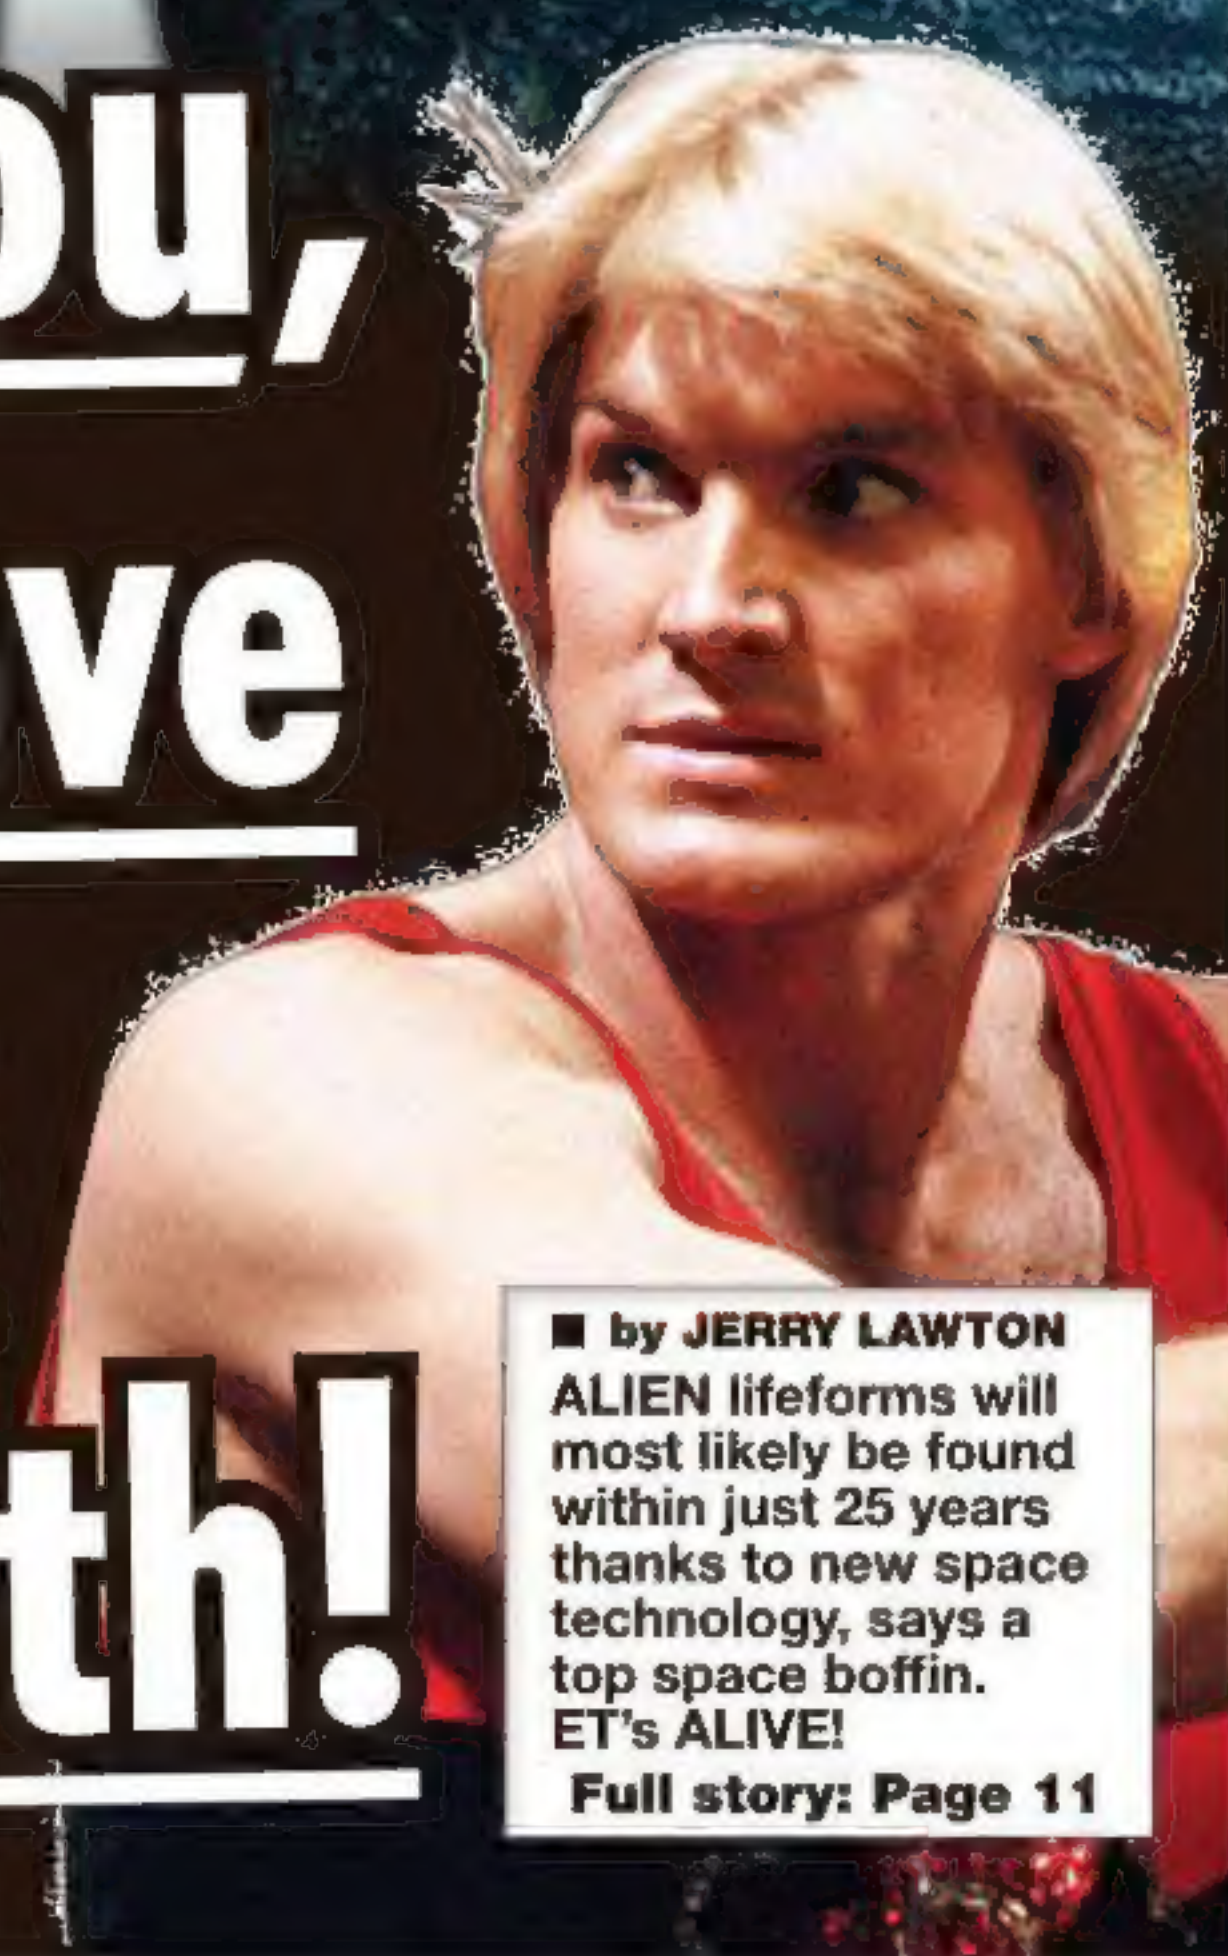 ou,
ve
th!
■ by JERRY LAWTON
ALIEN lifeforms will
most likely be found
within just 25 years
thanks to new space
technology, says a
top space boffin.
ET's ALIVE!
Full story: Page 11